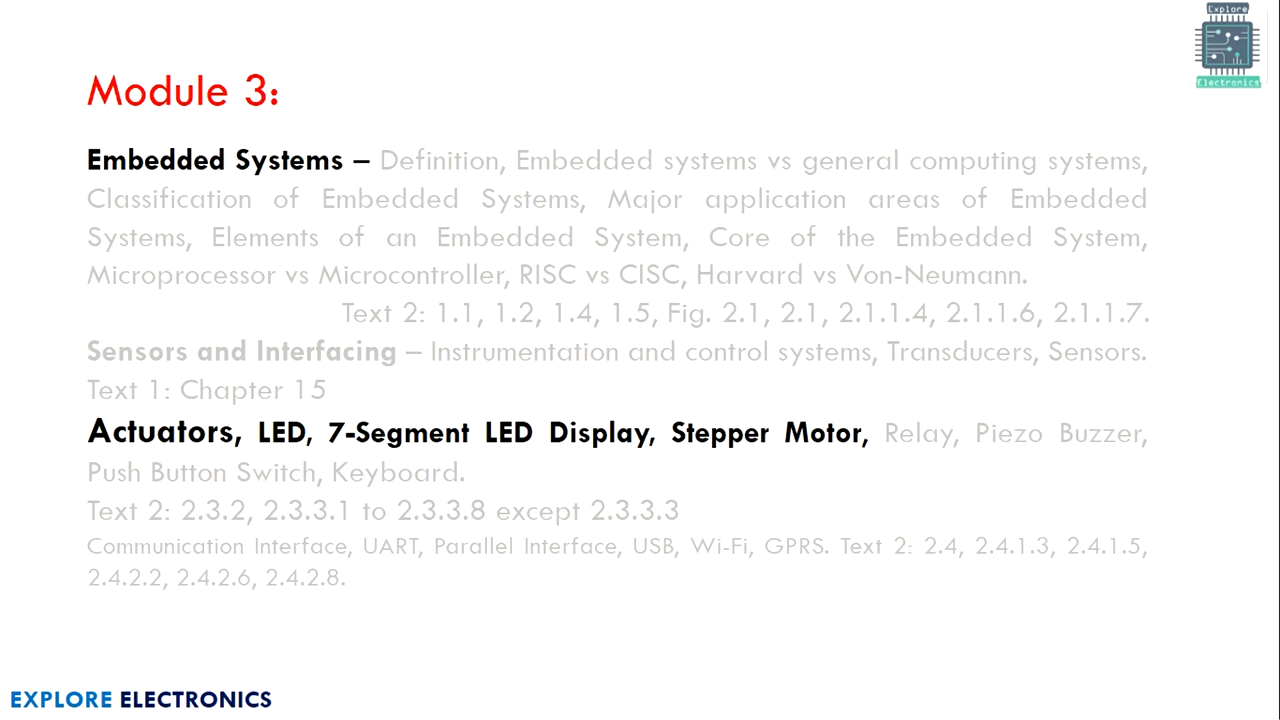 Explore
Electronics
Module 3:
Embedded Systems – Definition, Embedded systems vs general computing systems,
Classification of Embedded Systems, Major application areas of Embedded
Systems, Elements of an Embedded System, Core of the Embedded System,
Microprocessor vs Microcontroller, RISC vs CISC, Harvard vs Von-Neumann.
Text 2: 1.1, 1.2, 1.4, 1.5, Fig. 2.1, 2.1, 2.1.1.4, 2.1.1.6, 2.1.1.7.
Sensors and Interfacing – Instrumentation and control systems, Transducers, Sensors.
Text 1: Chapter 15
Actuators, LED, 7-Segment LED Display, Stepper Motor, Relay, Piezo Buzzer,
Push Button Switch, Keyboard.
Text 2: 2.3.2, 2.3.3.1 to 2.3.3.8 except 2.3.3.3
Communication Interface, UART, Parallel Interface, USB, Wi-Fi, GPRS. Text 2: 2.4, 2.4.1.3, 2.4.1.5,
2.4.2.2, 2.4.2.6, 2.4.2.8.
EXPLORE ELECTRONICS